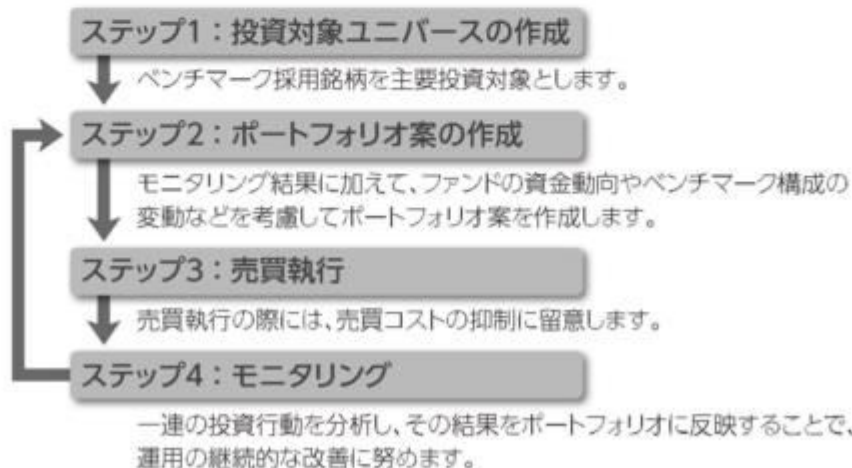 ステップ1：投資対象ユニバースの作成
ベンチマーク採用銘柄を主要投資対象とします。
ステップ2：ポートフォリオ案の作成
モニタリング結果に加えて、ファンドの資金動向やベンチマーク構成の
変動などを考慮してポートフォリオ案を作成します。
ステップ3：売買執行
売買執行の際には、売買コストの抑制に留意します。
ステップ4：モニタリング
一連の投資行動を分析し、その結果をポートフォリオに反映することで、
運用の継続的な改善に努めます。